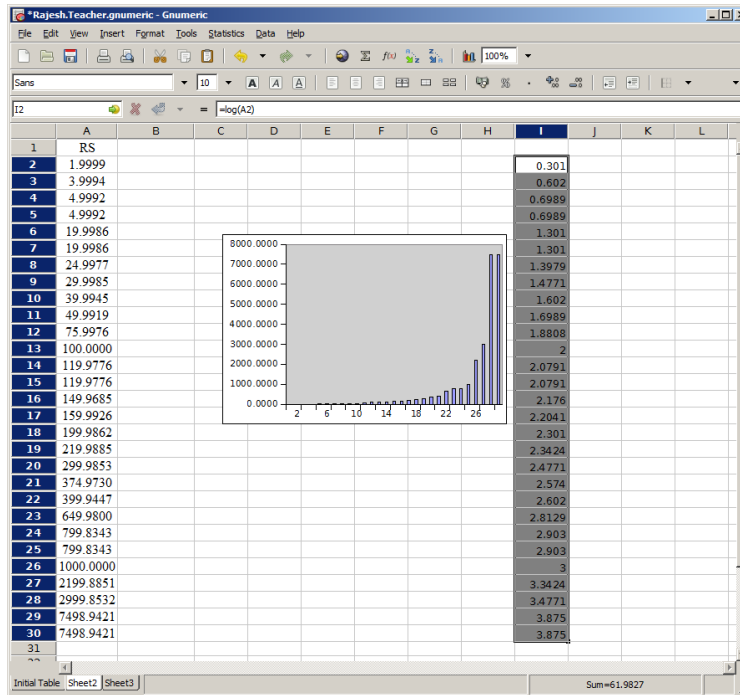 *Rajesh.Teacher.gnumeric - Gnumeric
File Edit View Insert Format Tools Statistics Data Help
100%
Sans 10
I2 = =log(A2)
A B C D E F G H I J K L
1 RS
2 1.9999 0.301
3 3.9994 0.602
4 4.9992 0.6989
5 4.9992 0.6989
6 19.9986 1.301
7 19.9986 1.301
8 24.9977 1.3979
9 29.9985 1.4771
10 39.9945 1.602
11 49.9919 1.6989
12 75.9976 1.8808
13 100.0000 2
14 119.9776 2.0791
15 119.9776 2.0791
16 149.9685 2.176
17 159.9926 2.2041
18 199.9862 2.301
19 219.9885 2.3424
20 299.9853 2.4771
21 374.9730 2.574
22 399.9447 2.602
23 649.9800 2.8129
24 799.8343 2.903
25 799.8343 2.903
26 1000.0000 3
27 2199.8851 3.3424
28 2999.8532 3.4771
29 7498.9421 3.875
30 7498.9421 3.875
31
8000.0000
7000.0000
6000.0000
5000.0000
4000.0000
3000.0000
2000.0000
1000.0000
0.0000
2 6 10 14 18 22 26
Initial Table Sheet2 Sheet3 Sum=61.9827